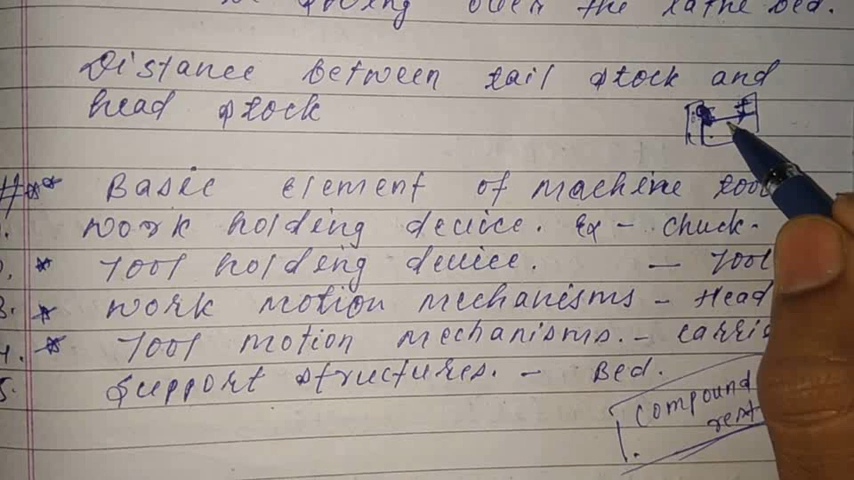 over the lathe bed.
Distance between tail stock and
head stock
# ** Basic element of machine tool
work holding device. Ex - chuck.
2. * Tool holding device. - Tool
3. * work motion mechanisms - Head
4. * Tool motion mechanisms. - carria
5. Support structures. - Bed.
Compound
rest